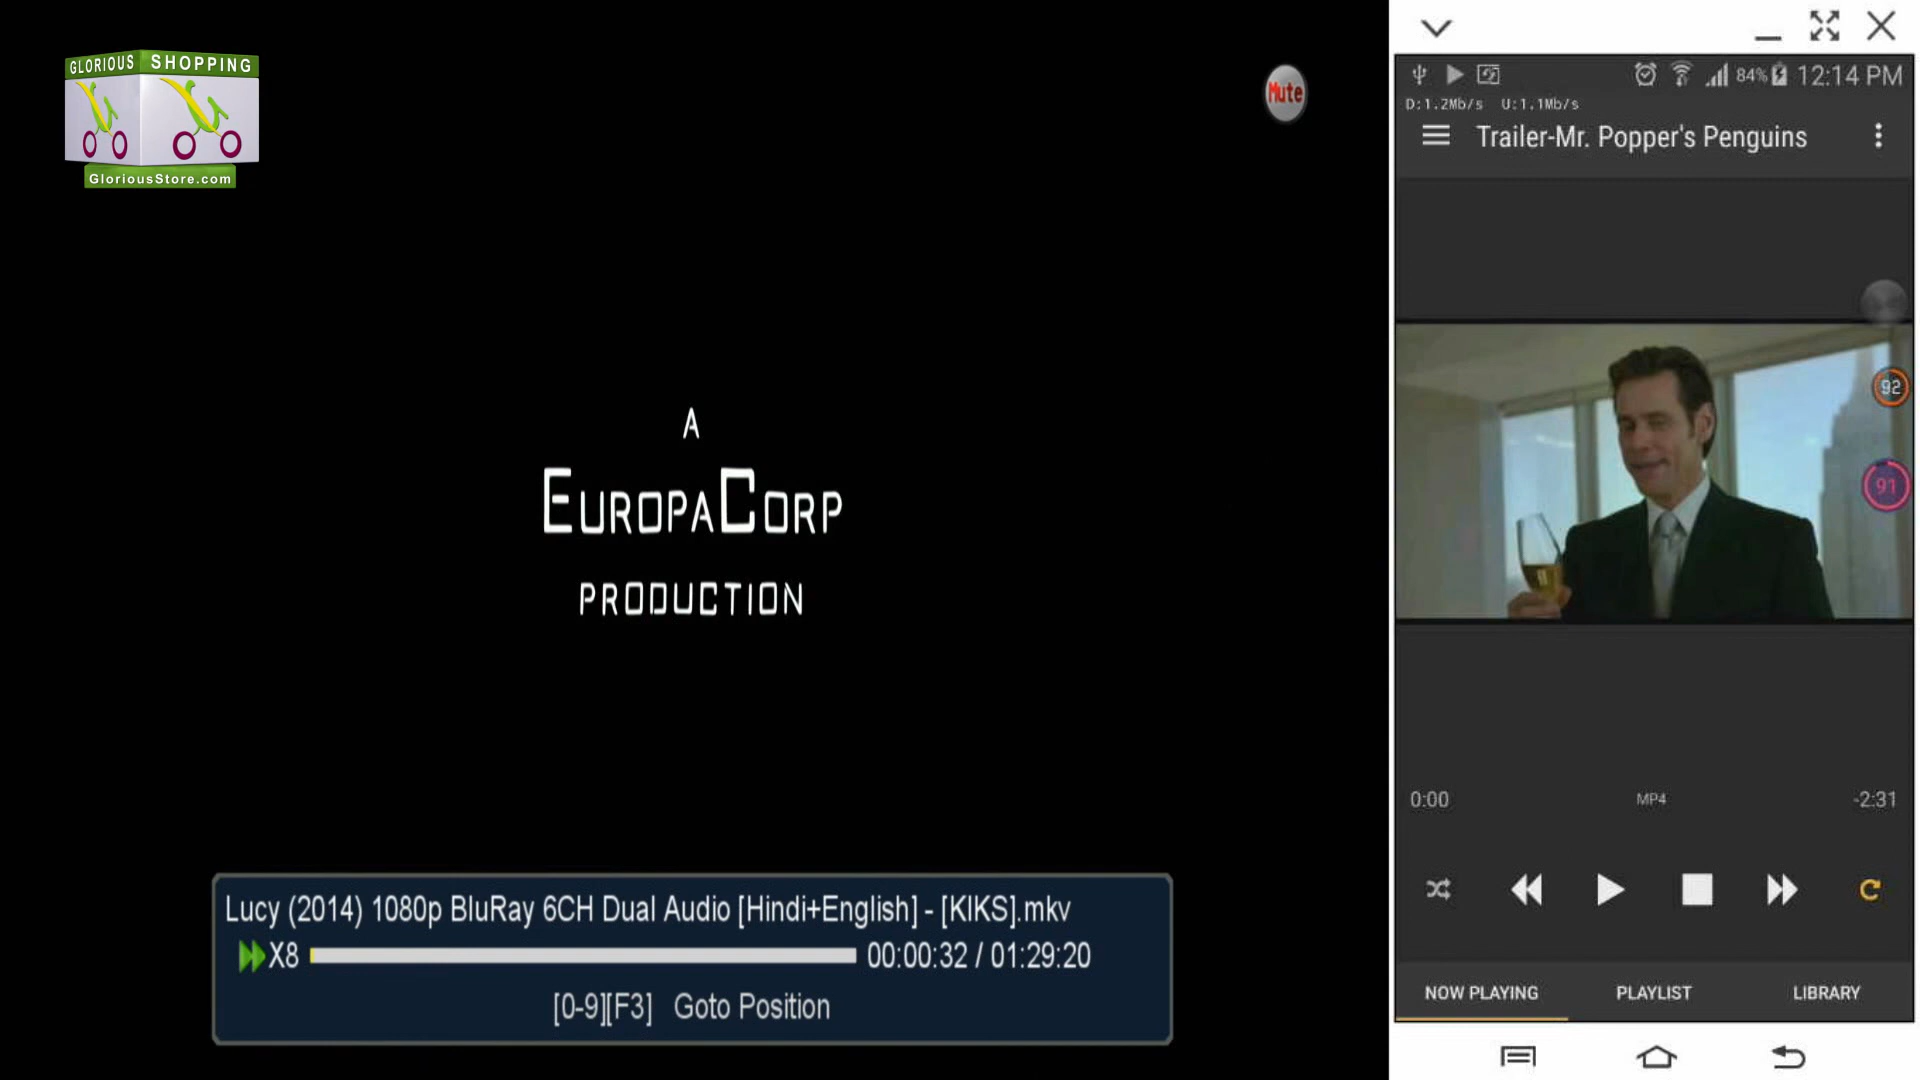 GLORIOUS SHOPPING
GloriousStore.com
Mute
A
EUROPACORP
PRODUCTION
Lucy (2014) 1080p BluRay 6CH Dual Audio [Hindi+English] - [KIKS].mkv
X8 00:00:32 / 01:29:20
[0-9][F3] Goto Position
84% 12:14 PM
D:1.2Mb/s U:1.1Mb/s
Trailer-Mr. Popper's Penguins
92
91
0:00 MP4 -2:31
NOW PLAYING PLAYLIST LIBRARY